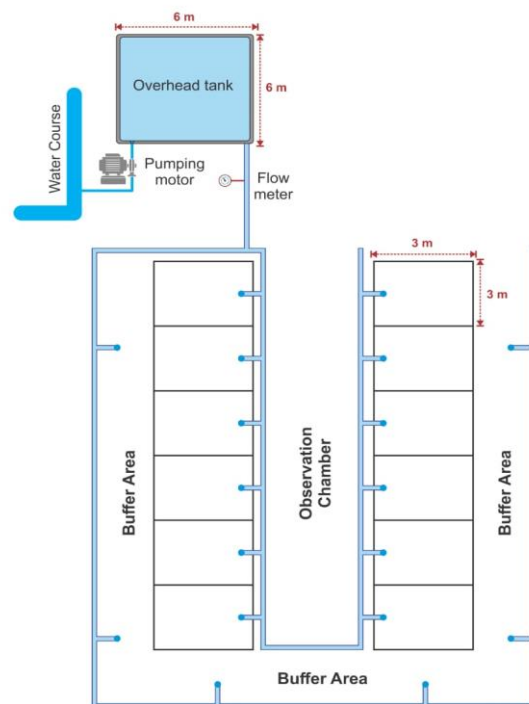 6 m
6 m
Overhead tank
Water Course
Pumping
motor
Flow
meter
3 m
3 m
Buffer Area
Observation
Chamber
Buffer Area
Buffer Area